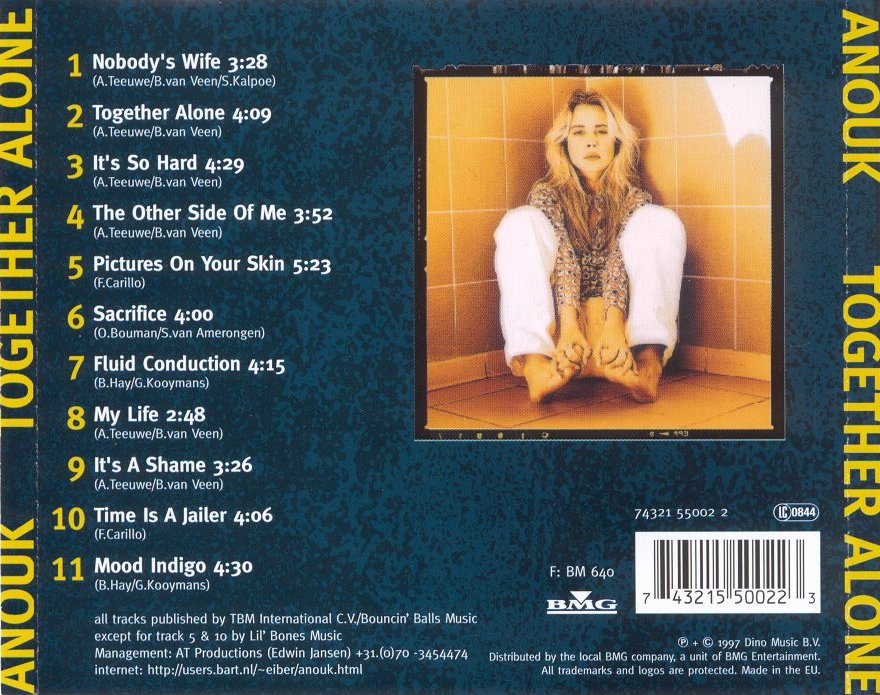 ANOUK TOGETHER ALONE
1 Nobody's Wife 3:28
(A.Teeuwe/B.van Veen/S.Kalpoe)
2 Together Alone 4:09
(A.Teeuwe/B.van Veen)
3 It's So Hard 4:29
(A.Teeuwe/B.van Veen)
4 The Other Side Of Me 3:52
(A.Teeuwe/B.van Veen)
5 Pictures On Your Skin 5:23
(F.Carillo)
6 Sacrifice 4:00
(O.Bouman/S.van Amerongen)
7 Fluid Conduction 4:15
(B.Hay/G.Kooymans)
8 My Life 2:48
(A.Teeuwe/B.van Veen)
9 It's A Shame 3:26
(A.Teeuwe/B.van Veen)
10 Time Is A Jailer 4:06
(F.Carillo)
11 Mood Indigo 4:30
(B.Hay/G.Kooymans)
all tracks published by TBM International C.V./Bouncin' Balls Music
except for track 5 & 10 by Lil' Bones Music
Management: AT Productions (Edwin Jansen) +31.(0)70 -3454474
internet: http://users.bart.nl/~eiber/anouk.html
74321 55002 2
LC 0844
F: BM 640
BMG
7 43215 50022 3
℗ + © 1997 Dino Music B.V.
Distributed by the local BMG company, a unit of BMG Entertainment.
All trademarks and logos are protected. Made in the EU.
ANOUK TOGETHER ALONE